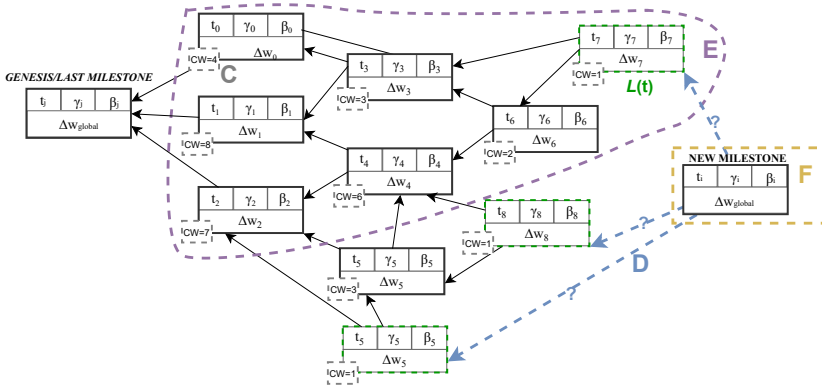 t₀ γ₀ β₀
Δw₀
CW=4
C
t₇ γ₇ β₇
Δw₇
CW=1
L(t)
E
GENESIS/LAST MILESTONE
tⱼ γⱼ βⱼ
Δw_global
t₃ γ₃ β₃
Δw₃
CW=3
t₁ γ₁ β₁
Δw₁
CW=8
t₆ γ₆ β₆
Δw₆
CW=2
?
t₄ γ₄ β₄
Δw₄
CW=6
NEW MILESTONE
tᵢ γᵢ βᵢ
Δw_global
F
t₂ γ₂ β₂
Δw₂
CW=7
t₈ γ₈ β₈
Δw₈
CW=1
?
D
t₅ γ₅ β₅
Δw₅
CW=3
?
t₅ γ₅ β₅
Δw₅
CW=1